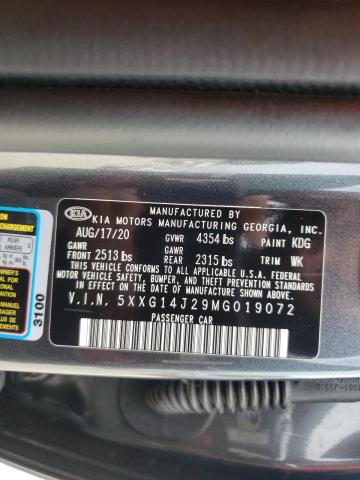 MANUFACTURED BY
KIA
KIA MOTORS MANUFACTURING GEORGIA, INC.
AUG/17/20
GVWR 4354 lbs
PAINT KDG
GAWR
FRONT 2513 lbs
GAWR
REAR 2315 lbs
TRIM WK
THIS VEHICLE CONFORMS TO ALL APPLICABLE U.S. FEDERAL
MOTOR VEHICLE SAFETY, BUMPER, AND THEFT PREVENTION
STANDARDS IN EFFECT ON THE DATE OF MANUFACTURE SHOWN ABOVE.
V.I.N. 5XXG14J29MG019072
PASSENGER CAR
REAR
ARRIERE
3100